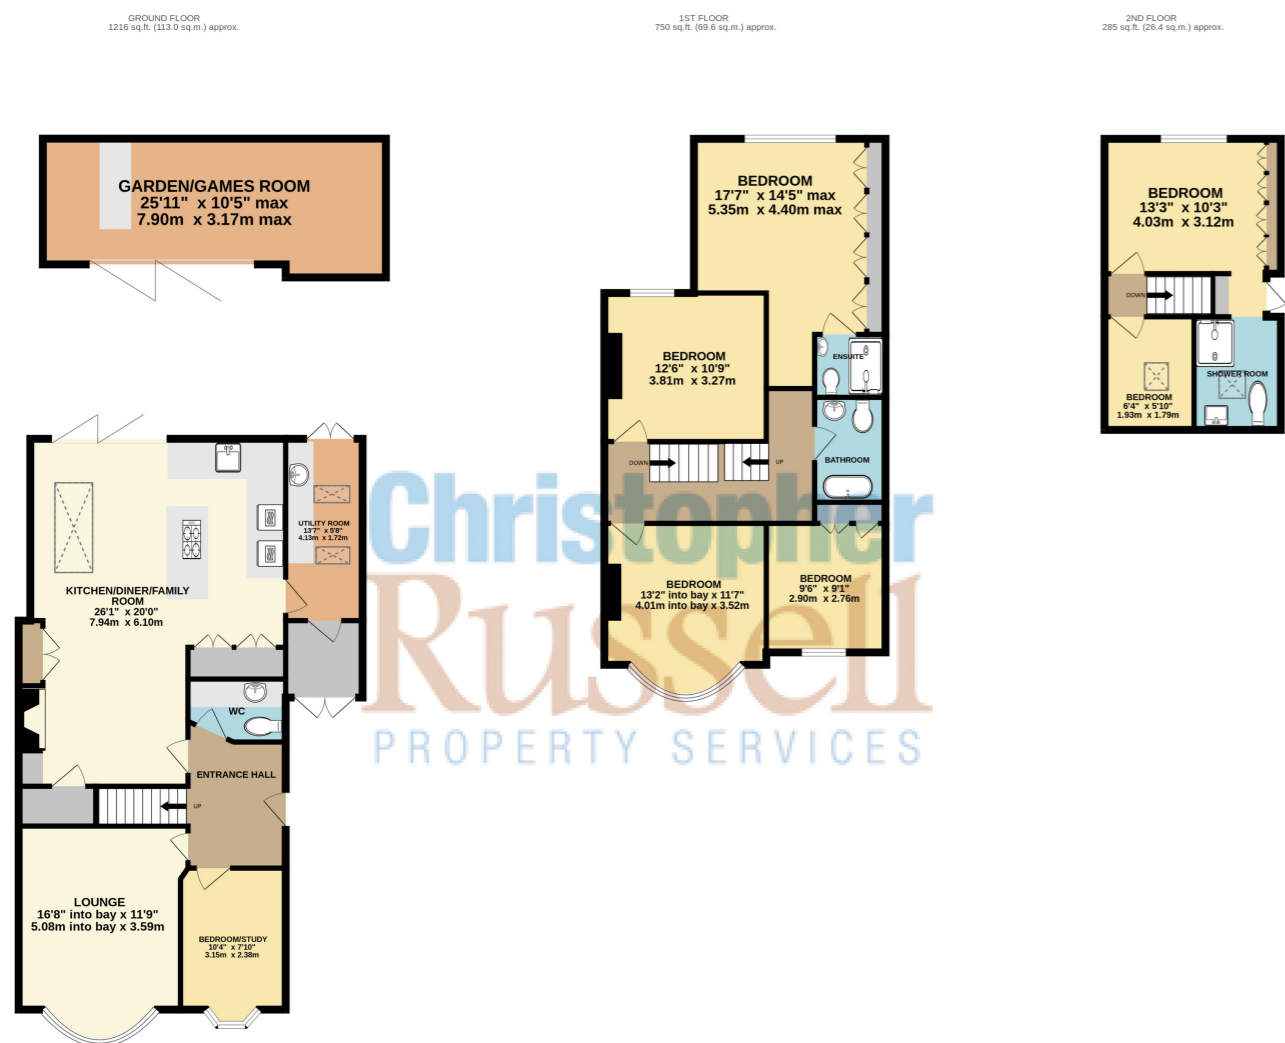 GROUND FLOOR
1216 sq.ft. (113.0 sq.m.) approx.
1ST FLOOR
750 sq.ft. (69.6 sq.m.) approx.
2ND FLOOR
285 sq.ft. (26.4 sq.m.) approx.
GARDEN/GAMES ROOM
25'11" x 10'5" max
7.90m x 3.17m max
KITCHEN/DINER/FAMILY
ROOM
26'1" x 20'0"
7.94m x 6.10m
UTILITY ROOM
13'7" x 5'8"
4.13m x 1.72m
WC
ENTRANCE HALL
UP
LOUNGE
16'8" into bay x 11'9"
5.08m into bay x 3.59m
BEDROOM/STUDY
10'4" x 7'10"
3.15m x 2.38m
BEDROOM
17'7" x 14'5" max
5.35m x 4.40m max
BEDROOM
12'6" x 10'9"
3.81m x 3.27m
ENSUITE
BATHROOM
DOWN
UP
BEDROOM
13'2" into bay x 11'7"
4.01m into bay x 3.52m
BEDROOM
9'6" x 9'1"
2.90m x 2.76m
BEDROOM
13'3" x 10'3"
4.03m x 3.12m
DOWN
SHOWER ROOM
BEDROOM
6'4" x 5'10"
1.93m x 1.79m
Christopher
Russell
PROPERTY SERVICES